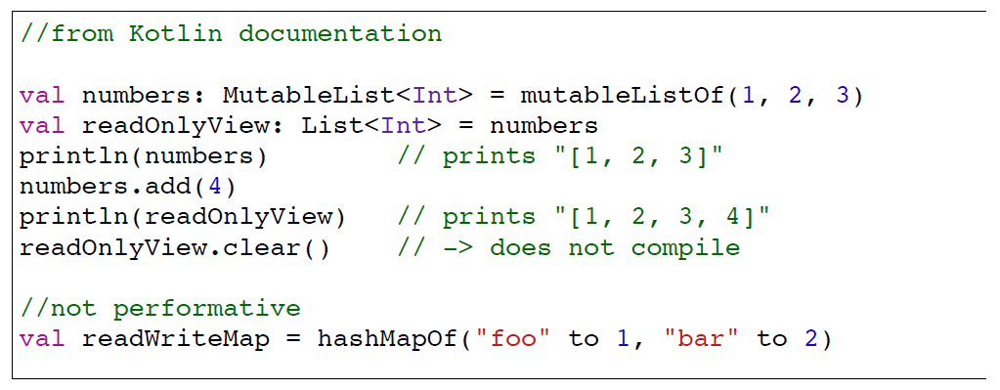 //from Kotlin documentation
val numbers: MutableList<Int> = mutableListOf(1, 2, 3)
val readOnlyView: List<Int> = numbers
println(numbers)        // prints "[1, 2, 3]"
numbers.add(4)
println(readOnlyView)   // prints "[1, 2, 3, 4]"
readOnlyView.clear()    // -> does not compile
//not performative
val readWriteMap = hashMapOf("foo" to 1, "bar" to 2)